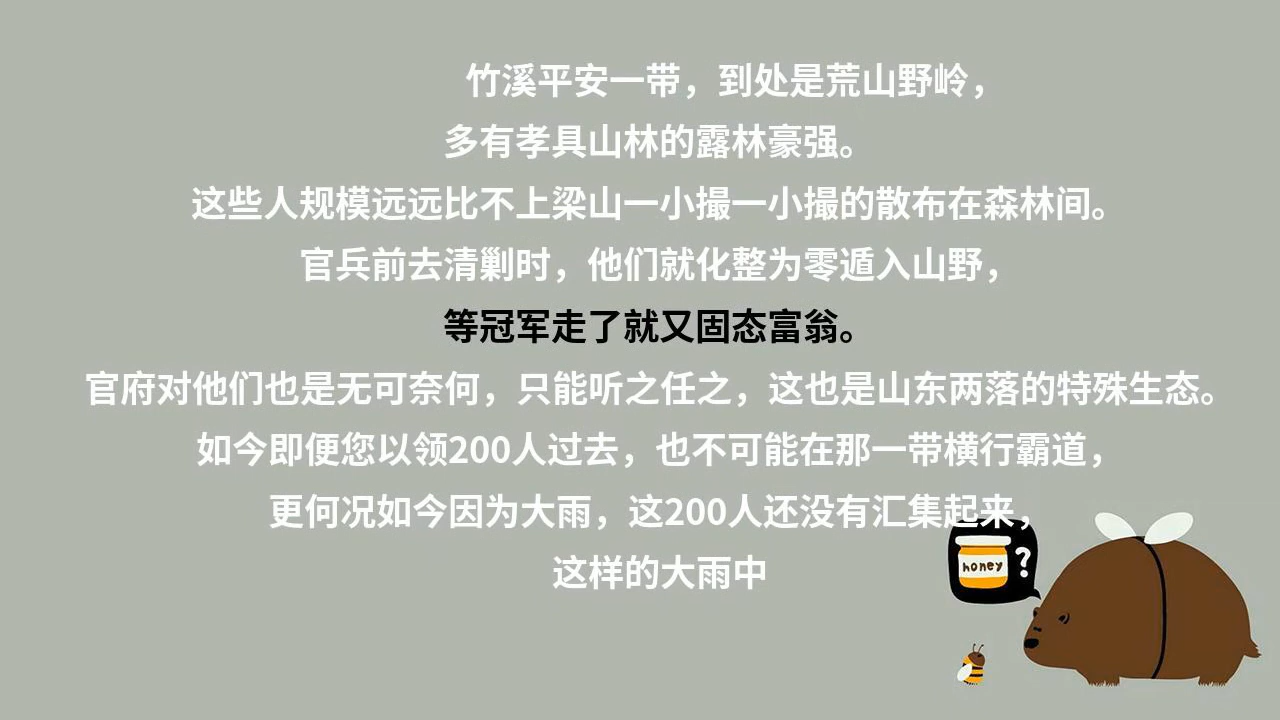 竹溪平安一带，到处是荒山野岭，
多有孝具山林的露林豪强。
这些人规模远远比不上梁山一小撮一小撮的散布在森林间。
官兵前去清剿时，他们就化整为零遁入山野，
等冠军走了就又固态富翁。
官府对他们也是无可奈何，只能听之任之，这也是山东两落的特殊生态。
如今即便您以领200人过去，也不可能在那一带横行霸道，
更何况如今因为大雨，这200人还没有汇集起来，
这样的大雨中
honey
?